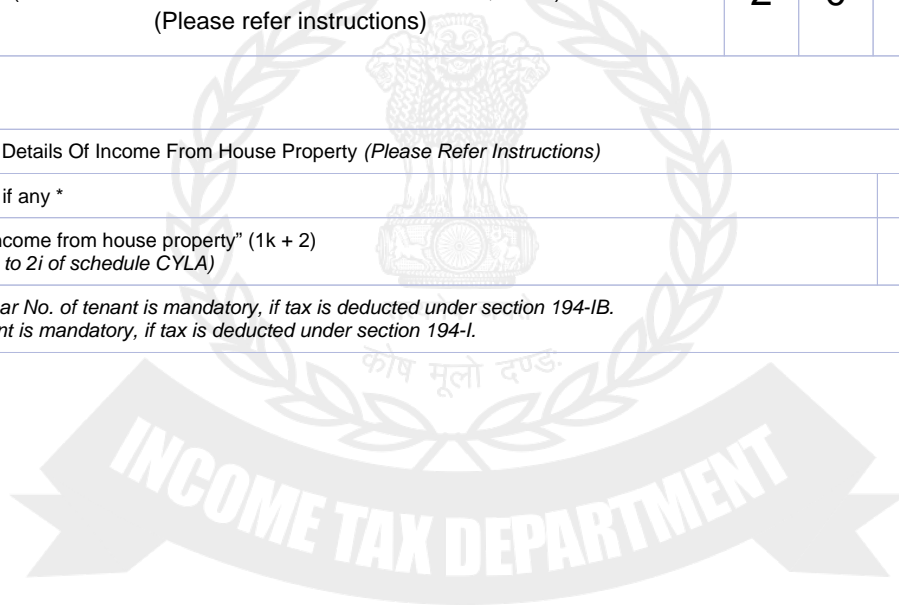 (Please refer instructions)
Details Of Income From House Property (Please Refer Instructions)
if any *
ncome from house property” (1k + 2)
to 2i of schedule CYLA)
ar No. of tenant is mandatory, if tax is deducted under section 194-IB.
nt is mandatory, if tax is deducted under section 194-I.
कोष मूलो दण्डः
INCOME TAX DEPARTMENT